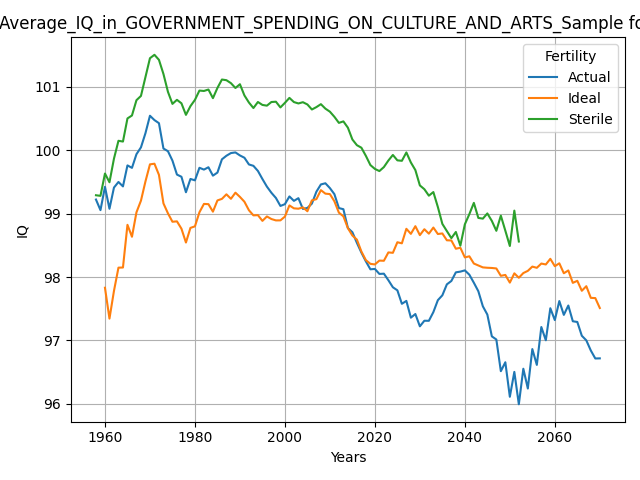 Average_IQ_in_GOVERNMENT_SPENDING_ON_CULTURE_AND_ARTS_Sample fo
Fertility
Actual
Ideal
Sterile
101
100
99
98
97
96
IQ
1960 1980 2000 2020 2040 2060
Years